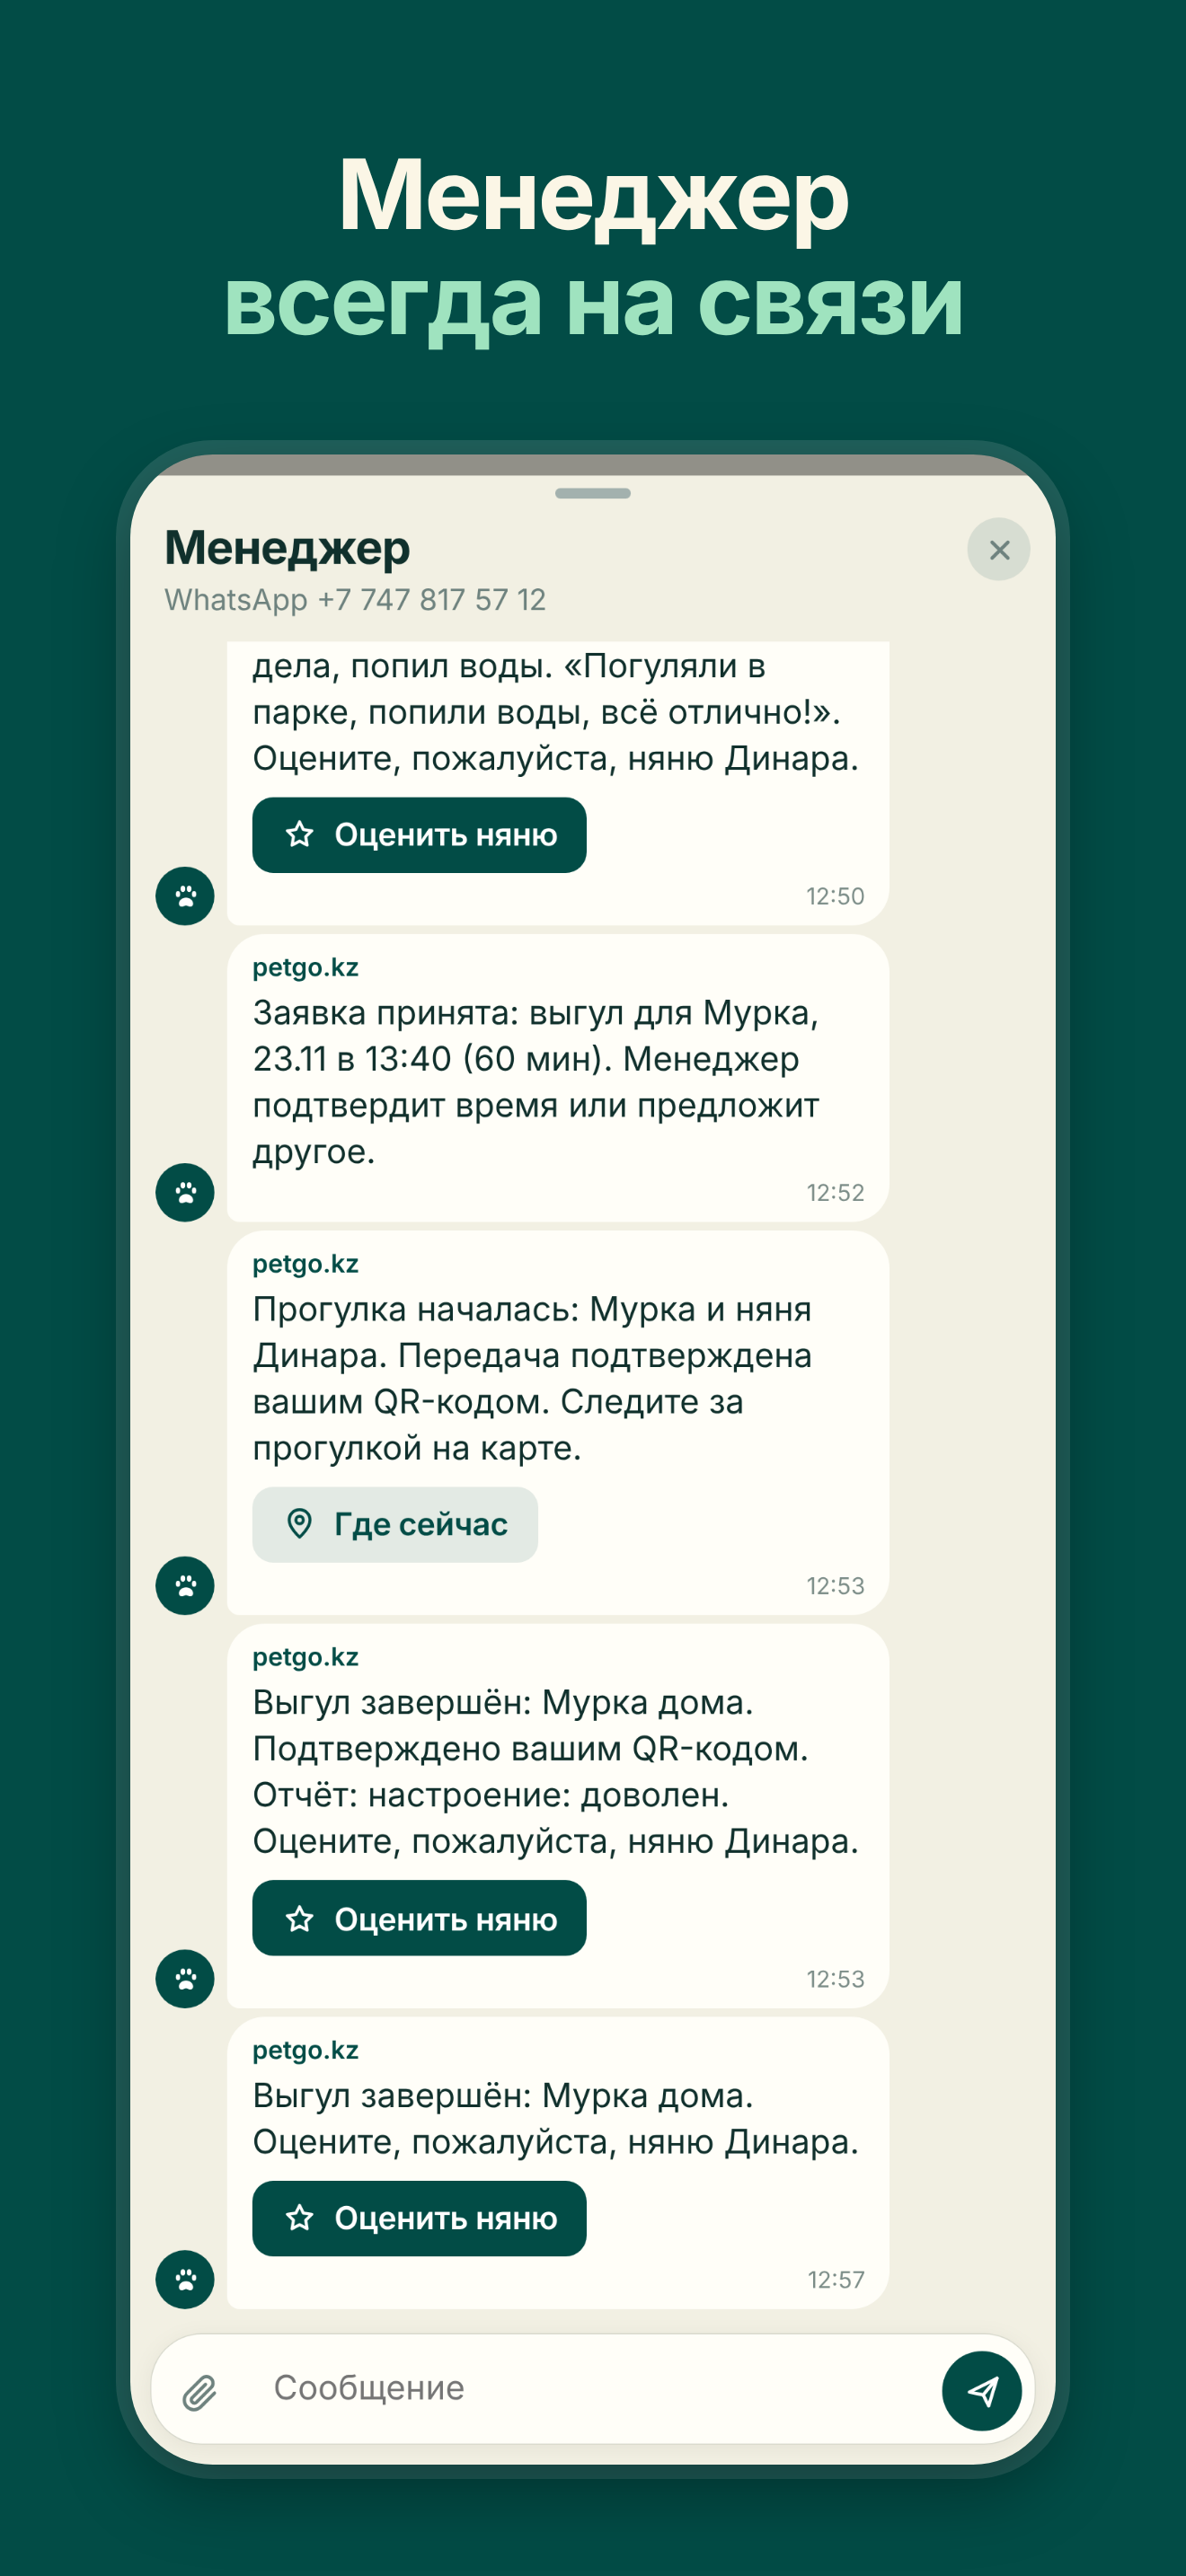 Менеджер
всегда на связи
Менеджер
WhatsApp +7 747 817 57 12
дела, попил воды. «Погуляли в
парке, попили воды, всё отлично!».
Оцените, пожалуйста, няню Динара.
Оценить няню
12:50
petgo.kz
Заявка принята: выгул для Мурка,
23.11 в 13:40 (60 мин). Менеджер
подтвердит время или предложит
другое.
12:52
petgo.kz
Прогулка началась: Мурка и няня
Динара. Передача подтверждена
вашим QR-кодом. Следите за
прогулкой на карте.
Где сейчас
12:53
petgo.kz
Выгул завершён: Мурка дома.
Подтверждено вашим QR-кодом.
Отчёт: настроение: доволен.
Оцените, пожалуйста, няню Динара.
Оценить няню
12:53
petgo.kz
Выгул завершён: Мурка дома.
Оцените, пожалуйста, няню Динара.
Оценить няню
12:57
Сообщение